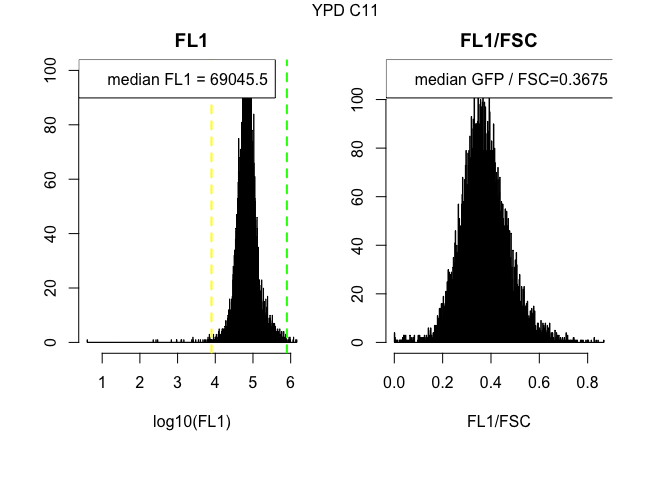 YPD C11
FL1
median FL1 = 69045.5
100
80
60
40
20
0
1 2 3 4 5 6
log10(FL1)
FL1/FSC
median GFP / FSC=0.3675
100
80
60
40
20
0
0.0 0.2 0.4 0.6 0.8
FL1/FSC